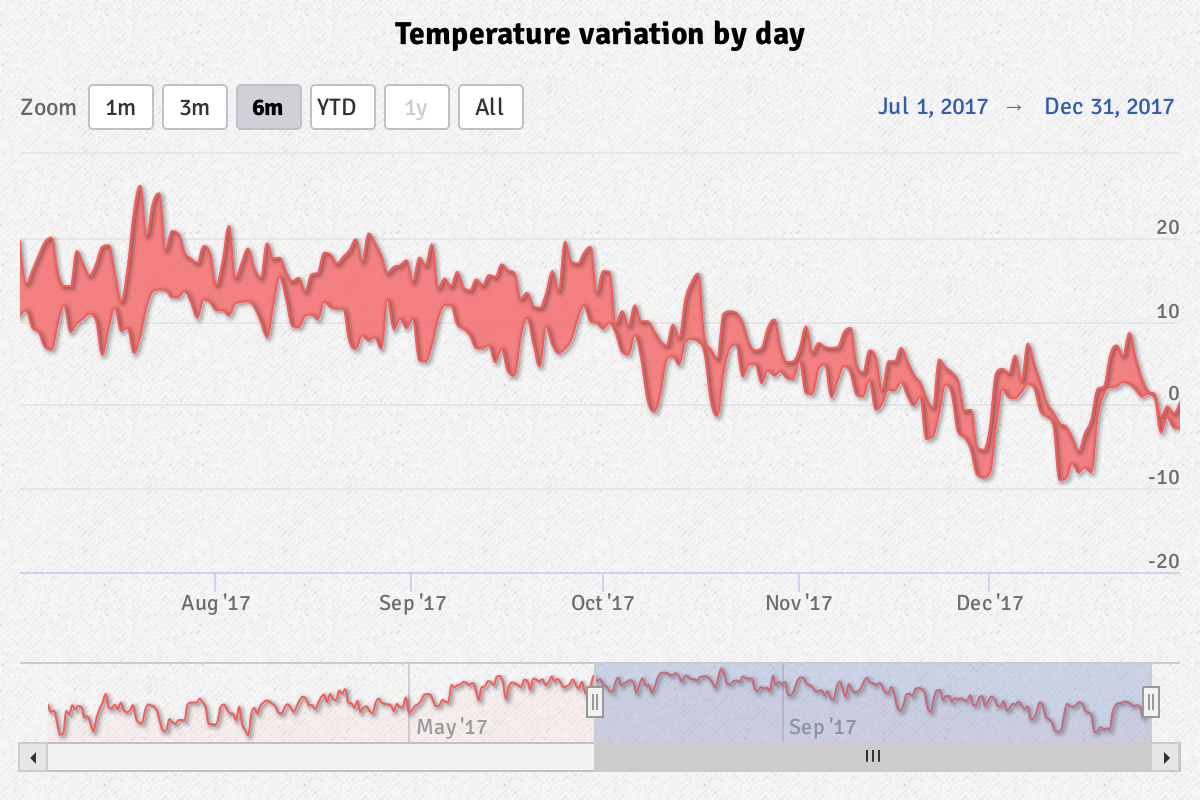 Temperature variation by day
Zoom 1m 3m 6m YTD 1y All Jul 1, 2017 → Dec 31, 2017
20
10
0
-10
-20
Aug '17 Sep '17 Oct '17 Nov '17 Dec '17
May '17 Sep '17